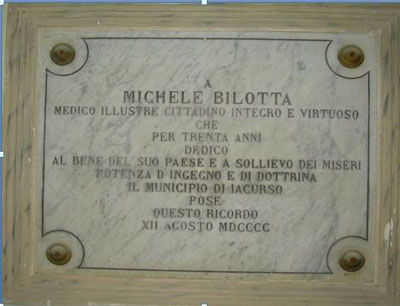 A
MICHELE BILOTTA
MEDICO ILLUSTRE CITTADINO INTEGRO E VIRTUOSO
CHE
PER TRENTA ANNI
DEDICO
AL BENE DEL SUO PAESE E A SOLLIEVO DEI MISERI
POTENZA D'INGEGNO E DI DOTTRINA
IL MUNICIPIO DI IACURSO
POSE
QUESTO RICORDO
XII AGOSTO MDCCCC